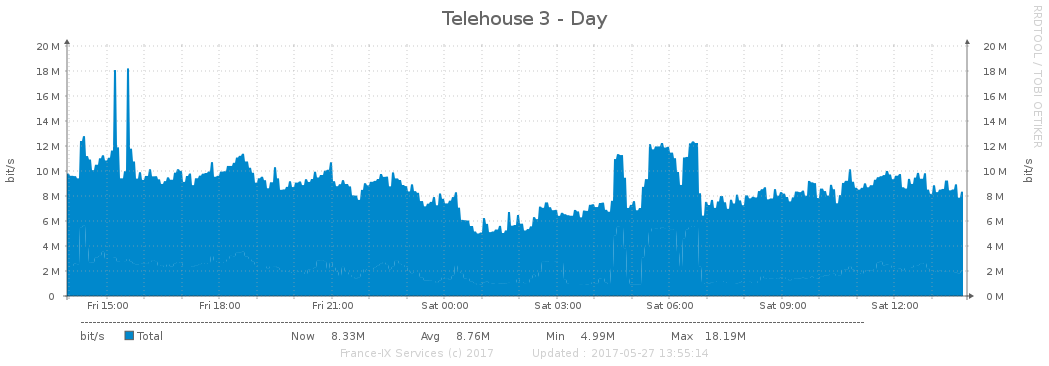 Telehouse 3 - Day
RRDTOOL / TOBI OETIKER
bit/s
bit/s
20 M 20 M
18 M 18 M
16 M 16 M
14 M 14 M
12 M 12 M
10 M 10 M
8 M 8 M
6 M 6 M
4 M 4 M
2 M 2 M
0 0 M
Fri 15:00 Fri 18:00 Fri 21:00 Sat 00:00 Sat 03:00 Sat 06:00 Sat 09:00 Sat 12:00
bit/s Total Now 8.33M Avg 8.76M Min 4.99M Max 18.19M
France-IX Services (c) 2017 Updated : 2017-05-27 13:55:14